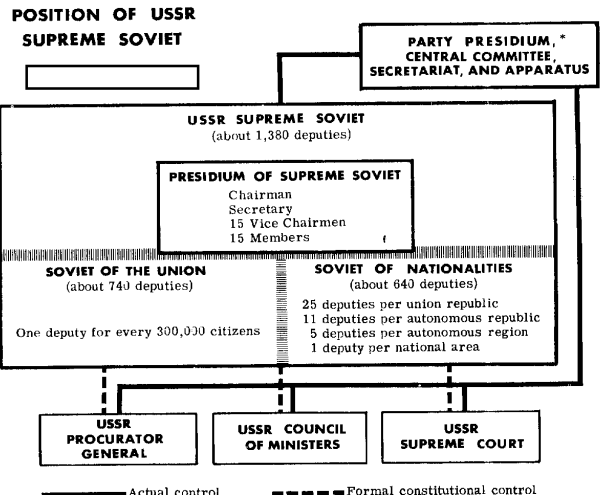 POSITION OF USSR
SUPREME SOVIET
PARTY PRESIDIUM,*
CENTRAL COMMITTEE,
SECRETARIAT, AND APPARATUS
USSR SUPREME SOVIET
(about 1,380 deputies)
PRESIDIUM OF SUPREME SOVIET
Chairman
Secretary
15 Vice Chairmen
15 Members
SOVIET OF THE UNION
(about 740 deputies)
One deputy for every 300,000 citizens
SOVIET OF NATIONALITIES
(about 640 deputies)
25 deputies per union republic
11 deputies per autonomous republic
5 deputies per autonomous region
1 deputy per national area
USSR
PROCURATOR
GENERAL
USSR COUNCIL
OF MINISTERS
USSR
SUPREME COURT
Actual control
Formal constitutional control